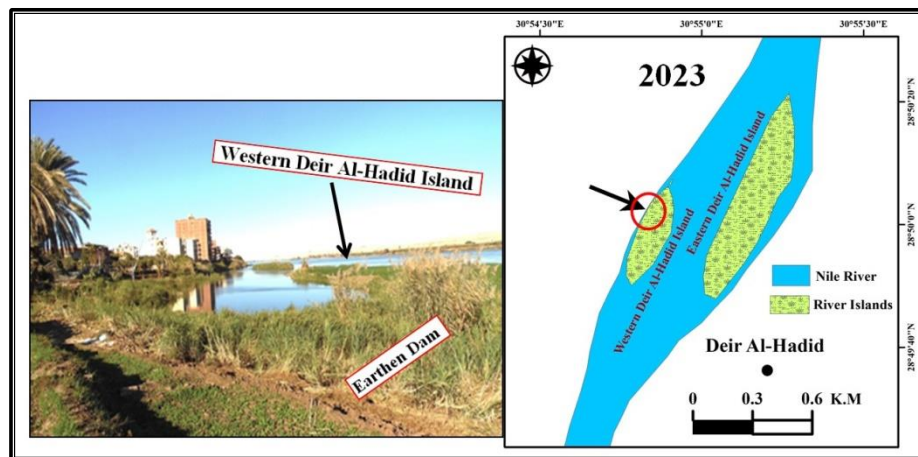 Western Deir Al-Hadid Island
Earthen Dam
30°54'30"E
30°55'0"E
30°55'30"E
2023
28°50'20"N
28°50'0"N
28°49'40"N
Western Deir Al-Hadid Island
Eastern Deir Al-Hadid Island
Nile River
River Islands
Deir Al-Hadid
0 0.3 0.6 K.M